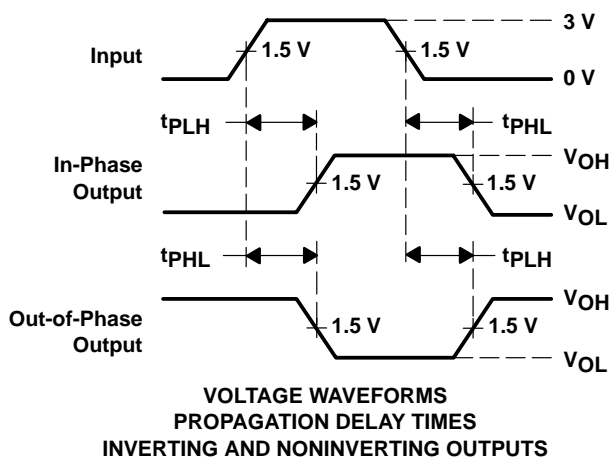 3 V
1.5 V 1.5 V
Input
0 V
tPLH tPHL
In-Phase
Output
VOH
1.5 V 1.5 V
VOL
tPHL tPLH
Out-of-Phase
Output
VOH
1.5 V 1.5 V
VOL
VOLTAGE WAVEFORMS
PROPAGATION DELAY TIMES
INVERTING AND NONINVERTING OUTPUTS